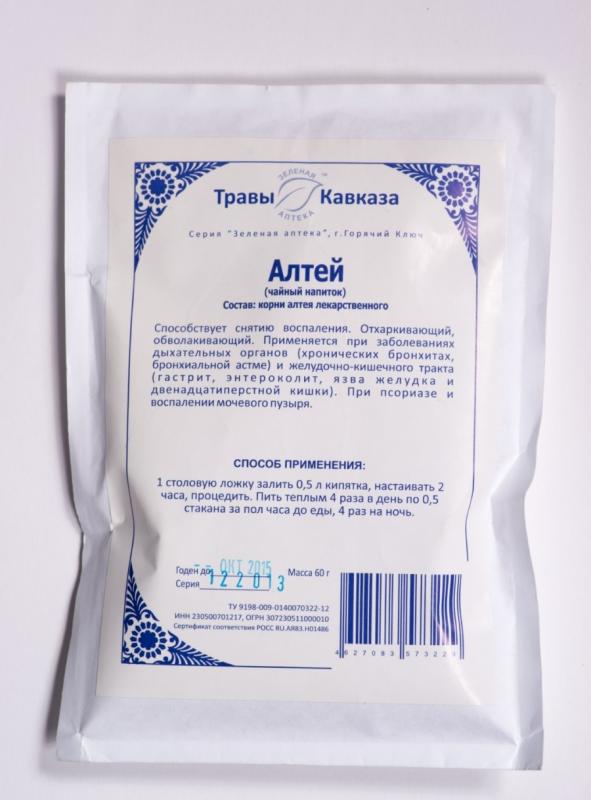 ЗЕЛЕНАЯ
Травы Кавказа
АПТЕКА
Серия "Зеленая аптека", г.Горячий Ключ
Алтей
(чайный напиток)
Состав: корни алтея лекарственного
Способствует снятию воспаления. Отхаркивающий,
обволакивающий. Применяется при заболеваниях
дыхательных органов (хронических бронхитах,
бронхиальной астме) и желудочно-кишечного тракта
(гастрит, энтероколит, язва желудка и
двенадцатиперстной кишки). При псориазе и
воспалении мочевого пузыря.
СПОСОБ ПРИМЕНЕНИЯ:
1 столовую ложку залить 0,5 л кипятка, настаивать 2
часа, процедить. Пить теплым 4 раза в день по 0,5
стакана за пол часа до еды, 4 раз на ночь.
Годен до -- ОКТ 2015 Масса 60 г
Серия 122013
ТУ 9198-009-0140070322-12
ИНН 230500701217, ОГРН 307230511000010
Сертификат соответствия РОСС RU.АЯ83.Н01486
4 627083 573229